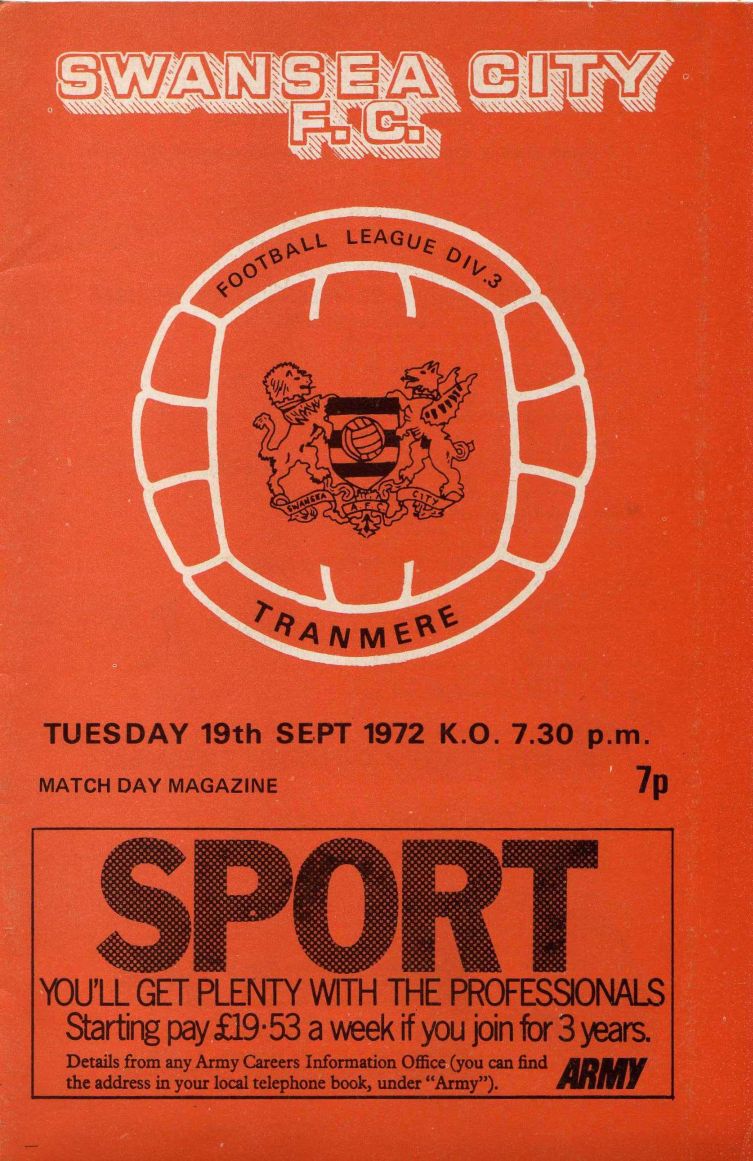 SWANSEA CITY
F.C.
FOOTBALL LEAGUE DIV.3
SWANSEA A.F.C. CITY
TRANMERE
TUESDAY 19th SEPT 1972 K.O. 7.30 p.m.
MATCH DAY MAGAZINE 7p
SPORT
YOU'LL GET PLENTY WITH THE PROFESSIONALS
Starting pay £19·53 a week if you join for 3 years.
Details from any Army Careers Information Office (you can find
the address in your local telephone book, under "Army").
ARMY